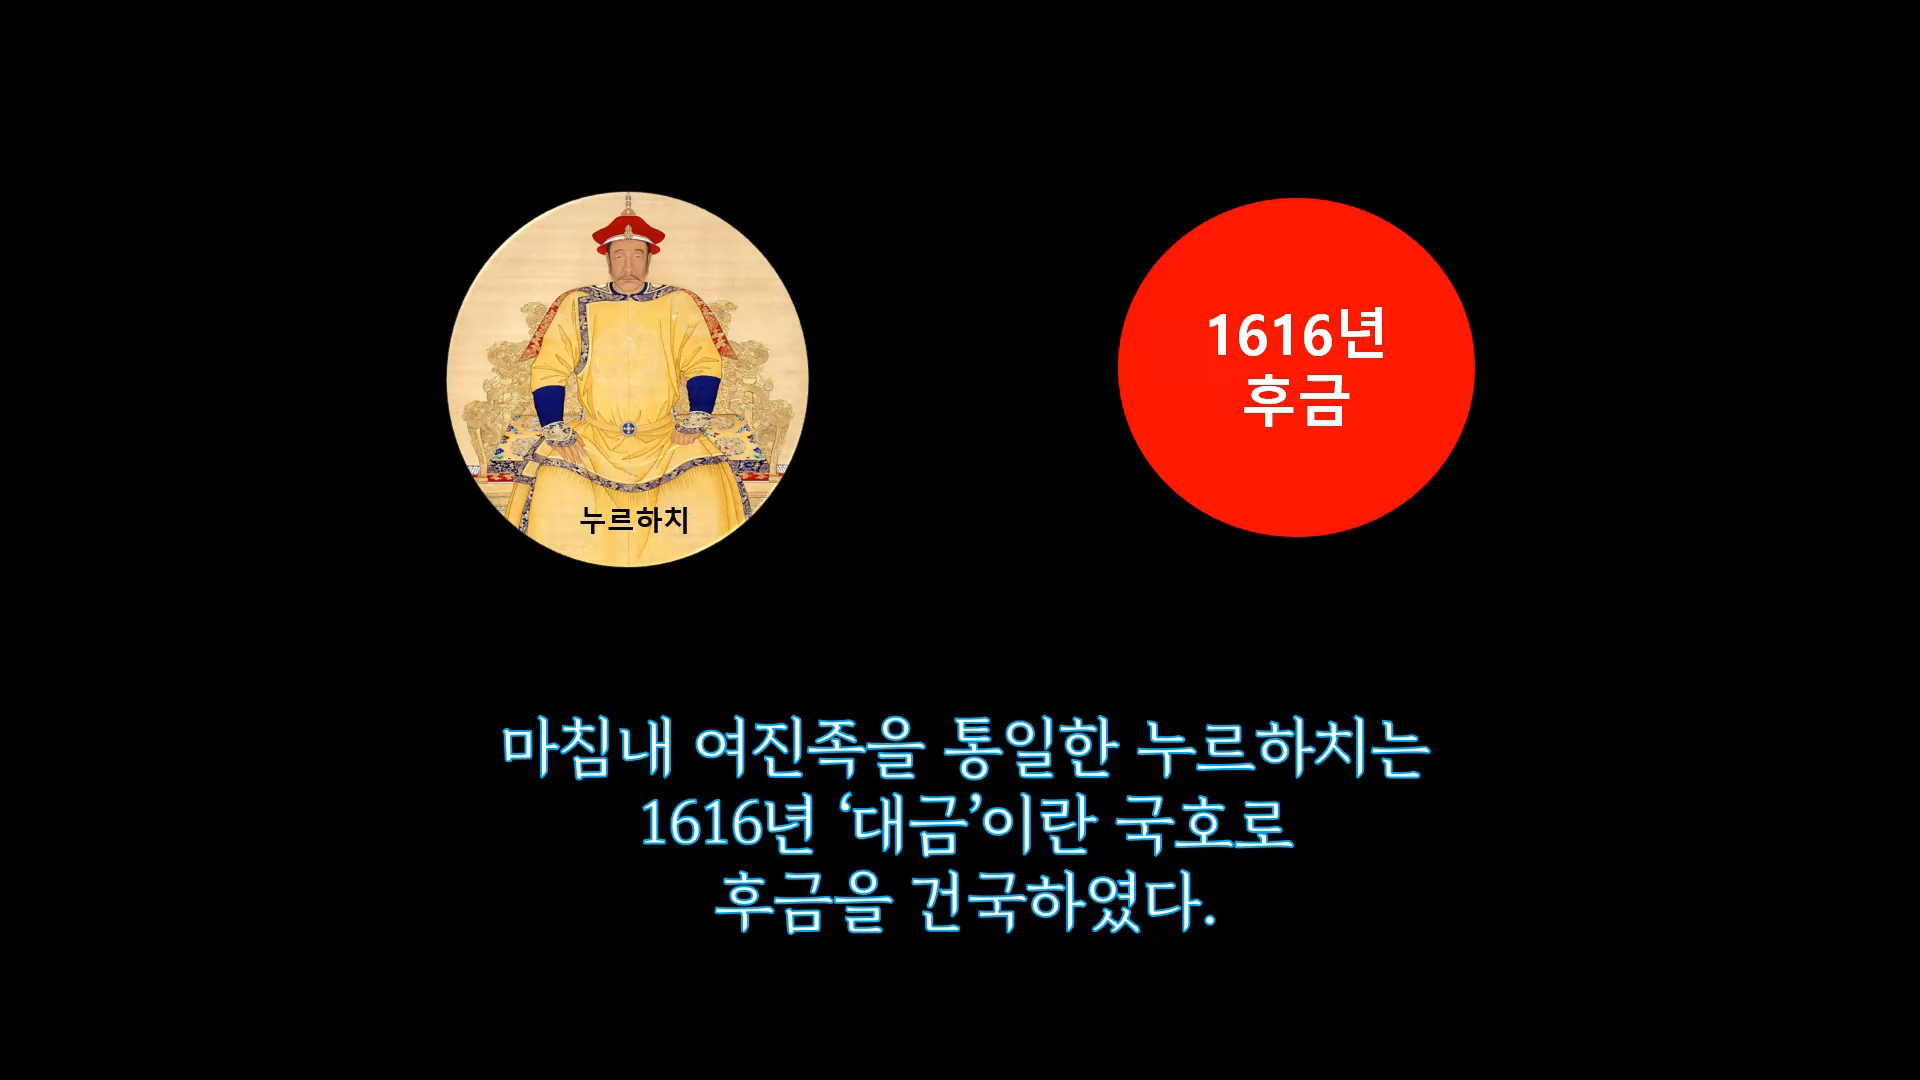 누르하치
1616년
후금
마침내 여진족을 통일한 누르하치는
1616년 ‘대금’이란 국호로
후금을 건국하였다.